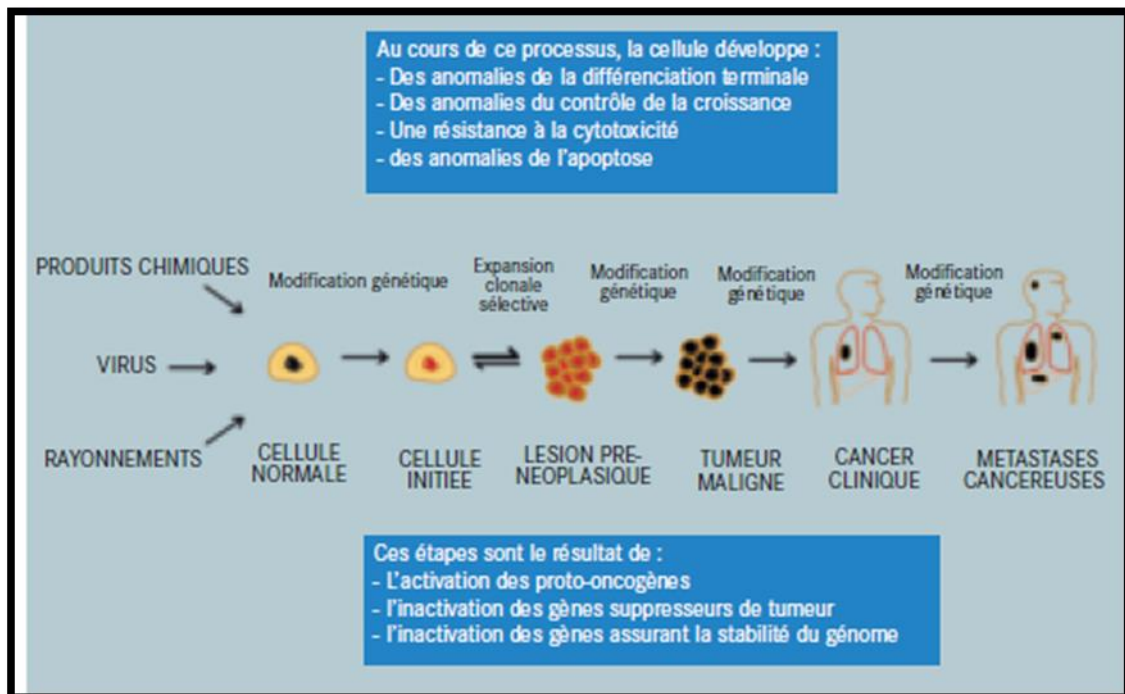 Au cours de ce processus, la cellule développe :
- Des anomalies de la différenciation terminale
- Des anomalies du contrôle de la croissance
- Une résistance à la cytotoxicité
- des anomalies de l'apoptose
PRODUITS CHIMIQUES
VIRUS
RAYONNEMENTS
Modification génétique
Expansion
clonale
sélective
Modification
génétique
Modification
génétique
Modification
génétique
CELLULE
NORMALE
CELLULE
INITIEE
LESION PRE-
NEOPLASIQUE
TUMEUR
MALIGNE
CANCER
CLINIQUE
METASTASES
CANCEREUSES
Ces étapes sont le résultat de :
- L'activation des proto-oncogènes
- l'inactivation des gènes suppresseurs de tumeur
- l'inactivation des gènes assurant la stabilité du génome